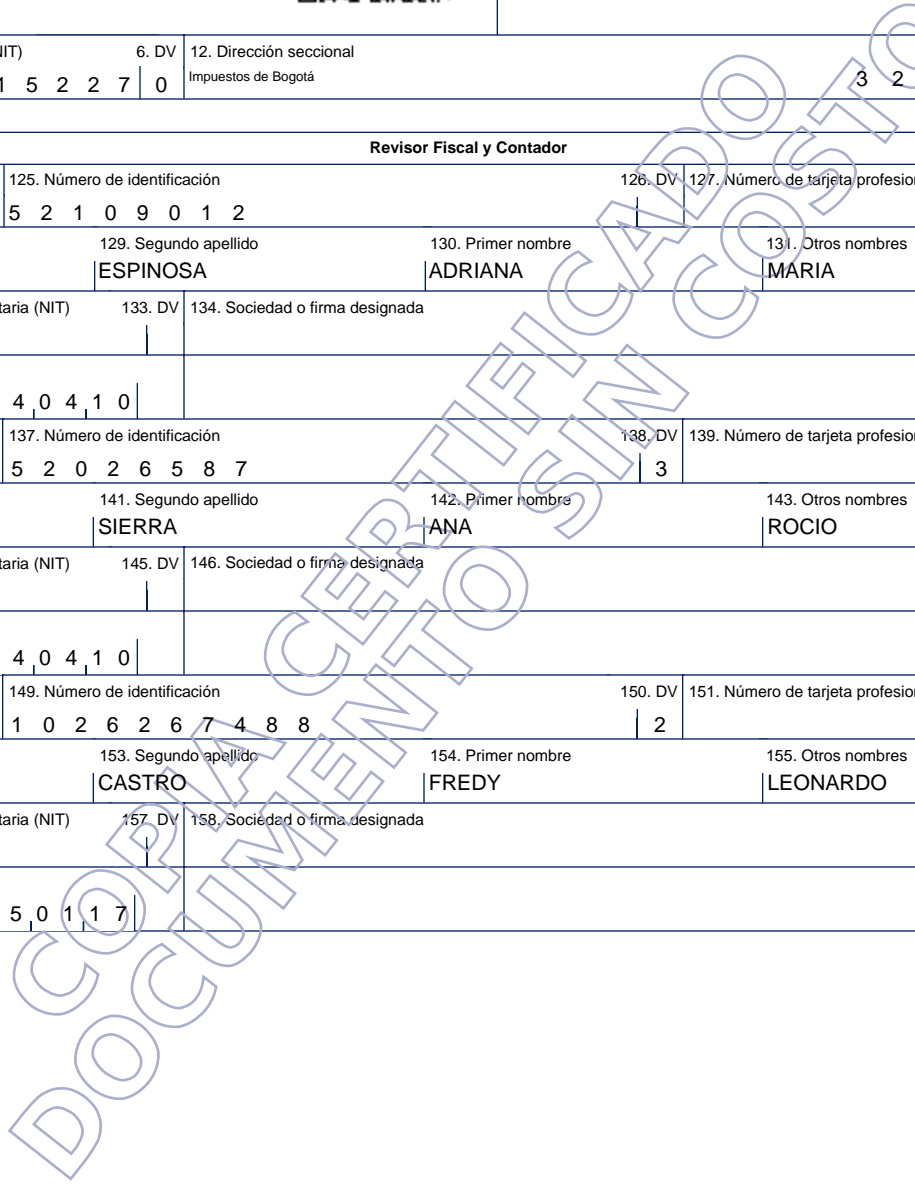 IIT) 6. DV 12. Dirección seccional
1 5 2 2 7 0 Impuestos de Bogotá 3 2
Revisor Fiscal y Contador
125. Número de identificación 126. DV 127. Número de tarjeta profesion
5 2 1 0 9 0 1 2
129. Segundo apellido 130. Primer nombre 131. Otros nombres
ESPINOSA ADRIANA MARIA
taria (NIT) 133. DV 134. Sociedad o firma designada
4 0 4 1 0
137. Número de identificación 138. DV 139. Número de tarjeta profesion
5 2 0 2 6 5 8 7 3
141. Segundo apellido 142. Primer nombre 143. Otros nombres
SIERRA ANA ROCIO
taria (NIT) 145. DV 146. Sociedad o firma designada
4 0 4 1 0
149. Número de identificación 150. DV 151. Número de tarjeta profesion
1 0 2 6 2 6 7 4 8 8 2
153. Segundo apellido 154. Primer nombre 155. Otros nombres
CASTRO FREDY LEONARDO
taria (NIT) 157. DV 158. Sociedad o firma designada
5 0 1 1 7
COPIA CERTIFICADO
DOCUMENTO SIN COSTO